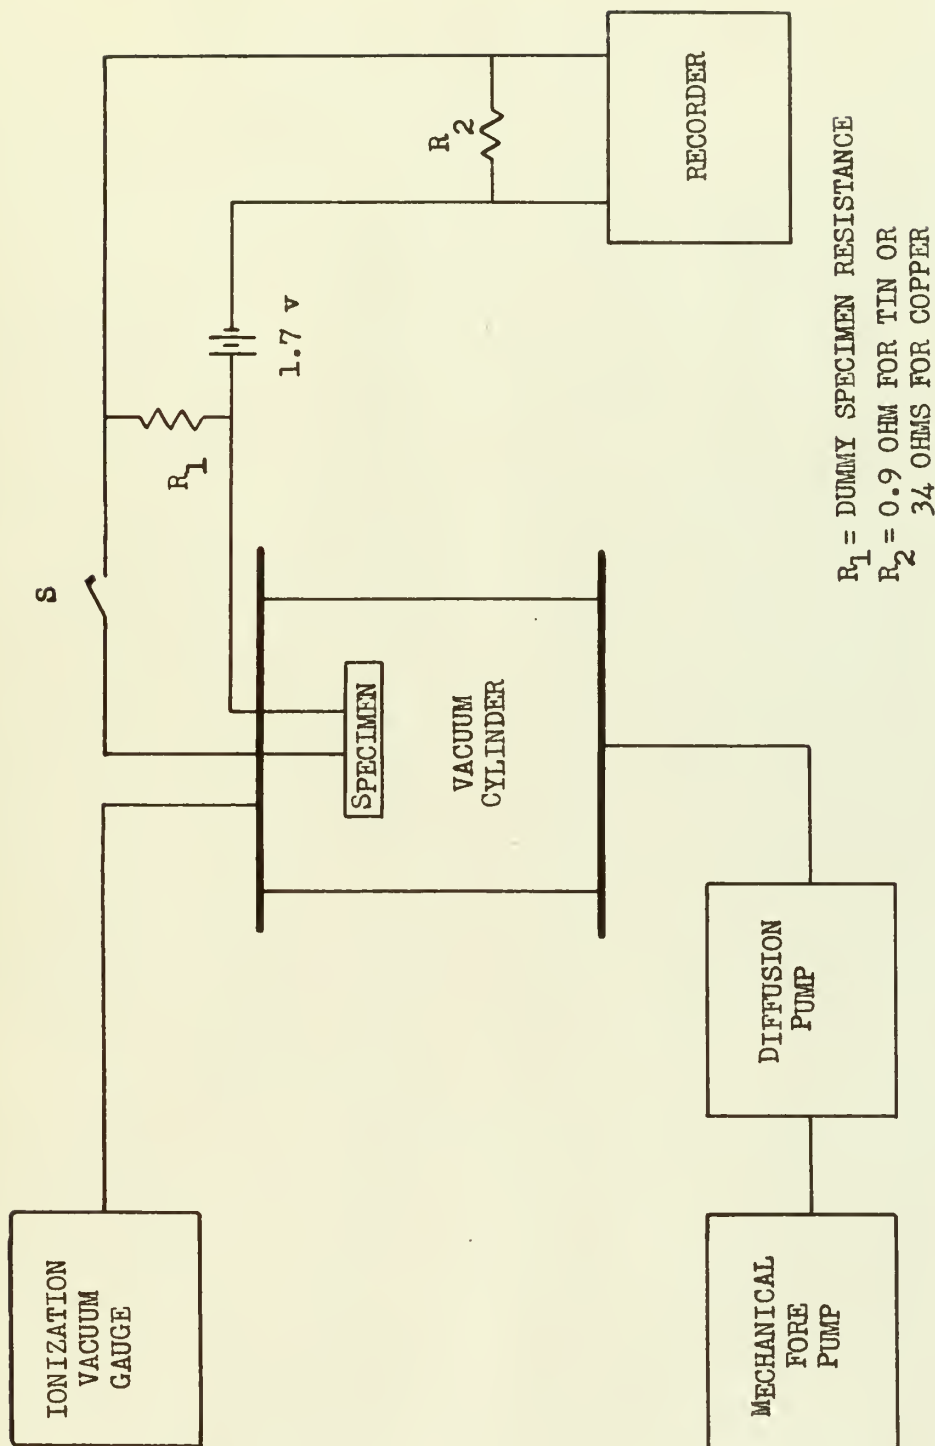 IONIZATION
VACUUM
GAUGE
S
R1
1.7 v
R2
RECORDER
SPECIMEN
VACUUM
CYLINDER
MECHANICAL
FORE
PUMP
DIFFUSION
PUMP
R1 = DUMMY SPECIMEN RESISTANCE
R2 = 0.9 OHM FOR TIN OR
34 OHMS FOR COPPER